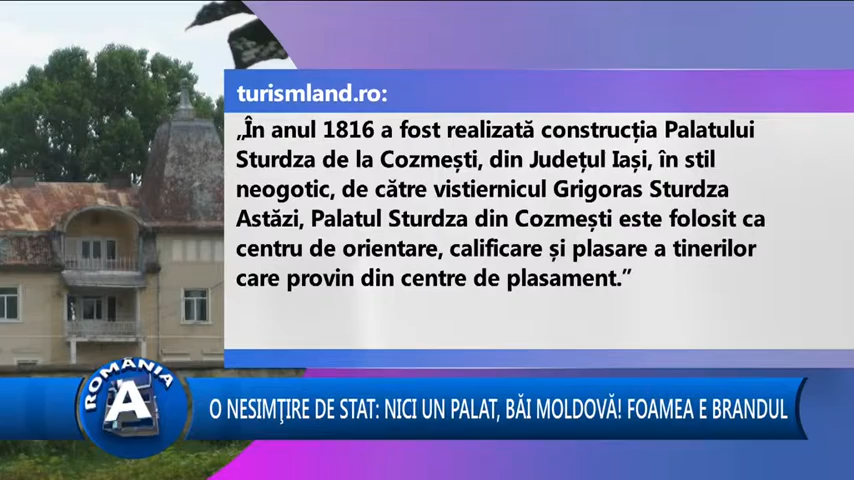 turismland.ro:
„În anul 1816 a fost realizată construcția Palatului
Sturdza de la Cozmești, din Județul Iași, în stil
neogotic, de către vistiernicul Grigoras Sturdza
Astăzi, Palatul Sturdza din Cozmești este folosit ca
centru de orientare, calificare și plasare a tinerilor
care provin din centre de plasament.”
ROMÂNIA
A
O NESIMŢIRE DE STAT: NICI UN PALAT, BĂI MOLDOVĂ! FOAMEA E BRANDUL